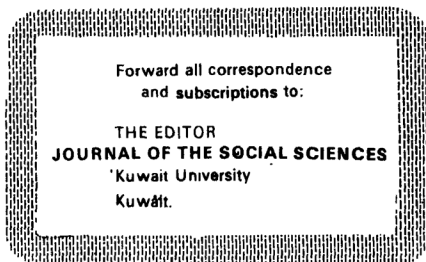 Forward all correspondence
and subscriptions to:
THE EDITOR
JOURNAL OF THE SOCIAL SCIENCES
Kuwait University
Kuwait.